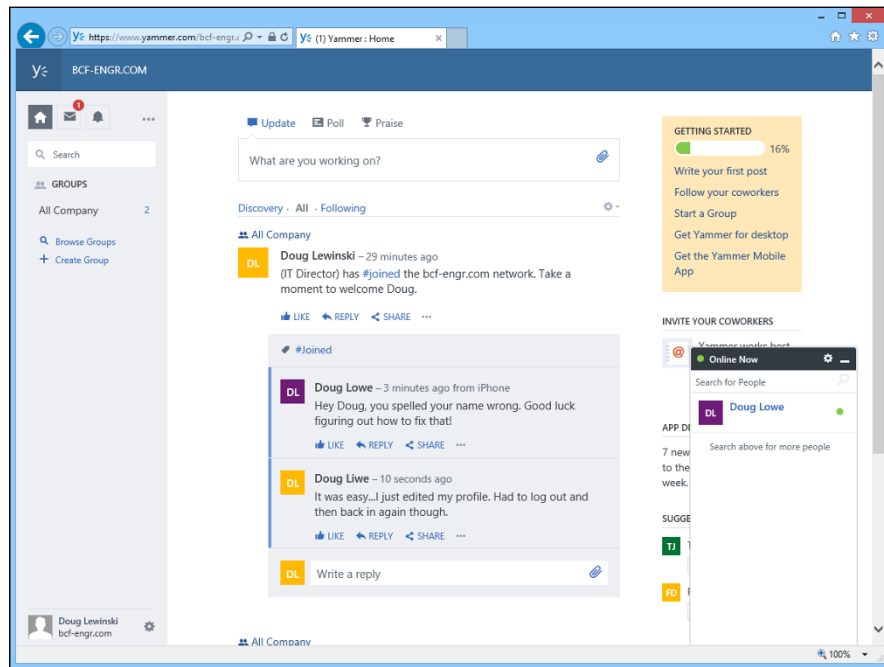 https://www.yammer.com/bcf-engr.c
(1) Yammer : Home
BCF-ENGR.COM
1
Search
GROUPS
All Company 2
Browse Groups
Create Group
Update Poll Praise
What are you working on?
Discovery · All · Following
All Company
DL
Doug Lewinski – 29 minutes ago
(IT Director) has #joined the bcf-engr.com network. Take a
moment to welcome Doug.
LIKE REPLY SHARE ···
#Joined
DL
Doug Lowe – 3 minutes ago from iPhone
Hey Doug, you spelled your name wrong. Good luck
figuring out how to fix that!
LIKE REPLY SHARE ···
DL
Doug Liwe – 10 seconds ago
It was easy...I just edited my profile. Had to log out and
then back in again though.
LIKE REPLY SHARE ···
DL
Write a reply
All Company
GETTING STARTED
16%
Write your first post
Follow your coworkers
Start a Group
Get Yammer for desktop
Get the Yammer Mobile
App
INVITE YOUR COWORKERS
Yammer works best
Online Now
Search for People
DL
Doug Lowe
Search above for more people
APP D
7 new
to the
week.
SUGGE
TJ
FD
Doug Lewinski
bcf-engr.com
100%